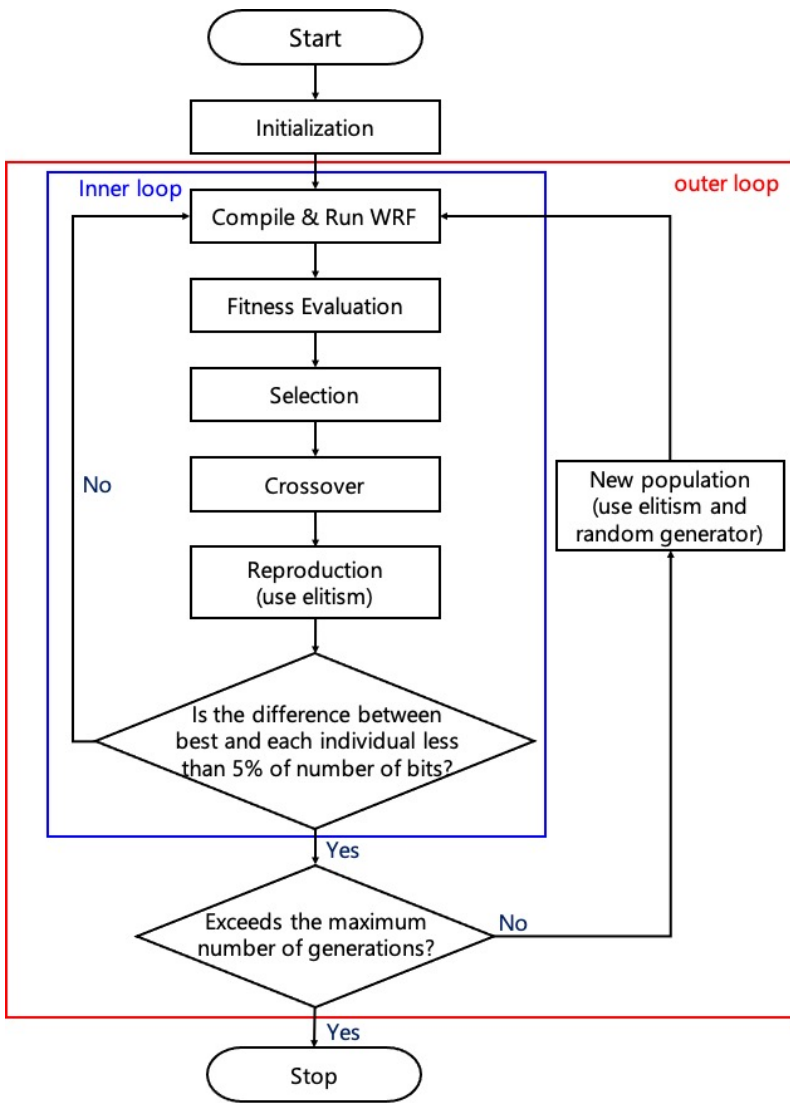 Start
Initialization
Inner loop
outer loop
Compile & Run WRF
Fitness Evaluation
Selection
No
Crossover
New population
(use elitism and
random generator)
Reproduction
(use elitism)
Is the difference between
best and each individual less
than 5% of number of bits?
Yes
Exceeds the maximum
number of generations?
No
Yes
Stop